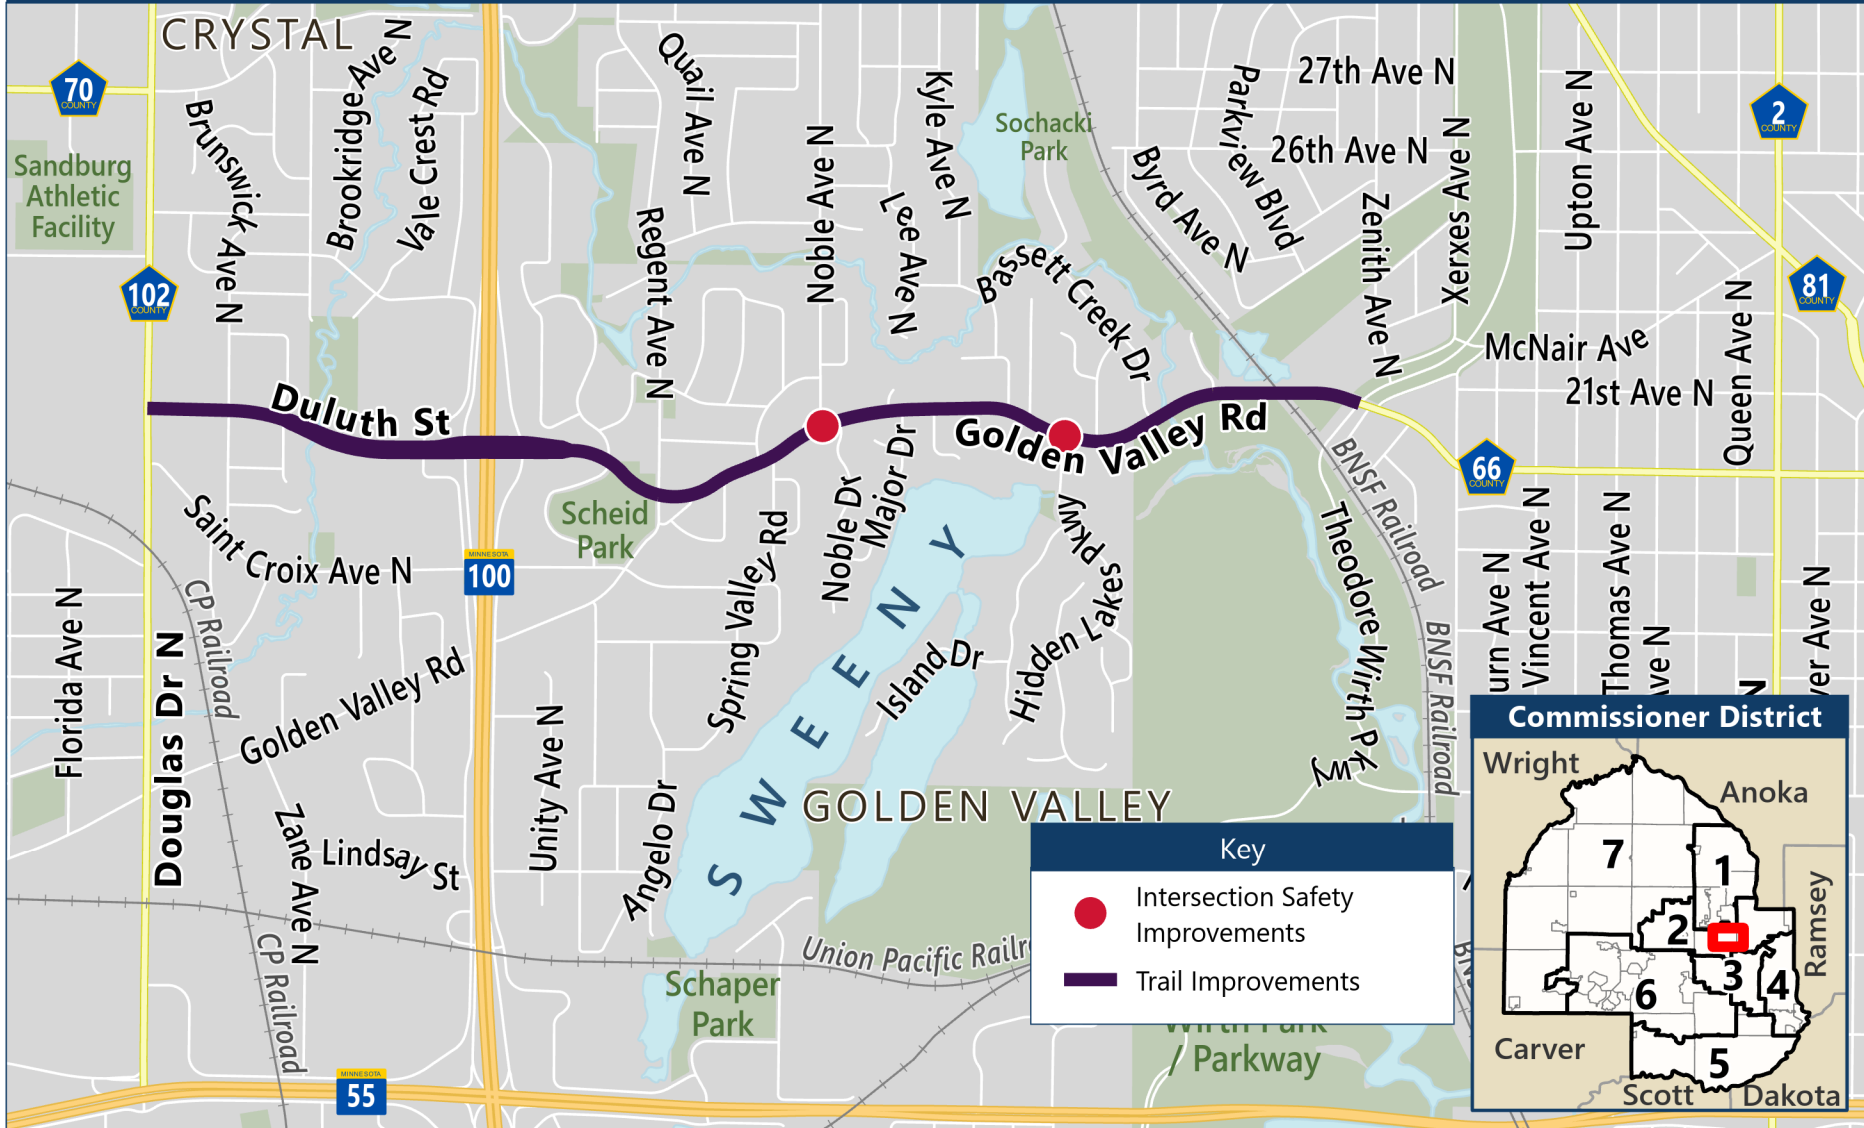 CRYSTAL
70
COUNTY
Sandburg
Athletic
Facility
Brunswick Ave N
Brookridge Ave N
Vale Crest Rd
102
COUNTY
Quail Ave N
Regent Ave N
Noble Ave N
Kyle Ave N
Lee Ave N
Sochacki
Park
Bassett Creek Dr
Byrd Ave N
Parkview Blvd
27th Ave N
26th Ave N
Zenith Ave N
Xerxes Ave N
Upton Ave N
2
COUNTY
81
COUNTY
McNair Ave
21st Ave N
Queen Ave N
Duluth St
Golden Valley Rd
66
COUNTY
Scheid
Park
Saint Croix Ave N
MINNESOTA
100
Florida Ave N
Douglas Dr N
CP Railroad
Golden Valley Rd
Zane Ave N
Lindsay St
CP Railroad
Unity Ave N
Angelo Dr
Spring Valley Rd
Noble Dr
Major Dr
SWEENY
Island Dr
Hidden Lakes Pkwy
Theodore Wirth Pkwy
BNSF Railroad
BNSF Railroad
urn Ave N
Vincent Ave N
Thomas Ave N
Ave N
N
ver Ave N
GOLDEN VALLEY
Union Pacific Railr
Schaper
Park
Wirth Park
/ Parkway
MINNESOTA
55
Key
Intersection Safety
Improvements
Trail Improvements
Commissioner District
Wright
Anoka
7
1
2
3
4
6
5
Ramsey
Carver
Scott
Dakota